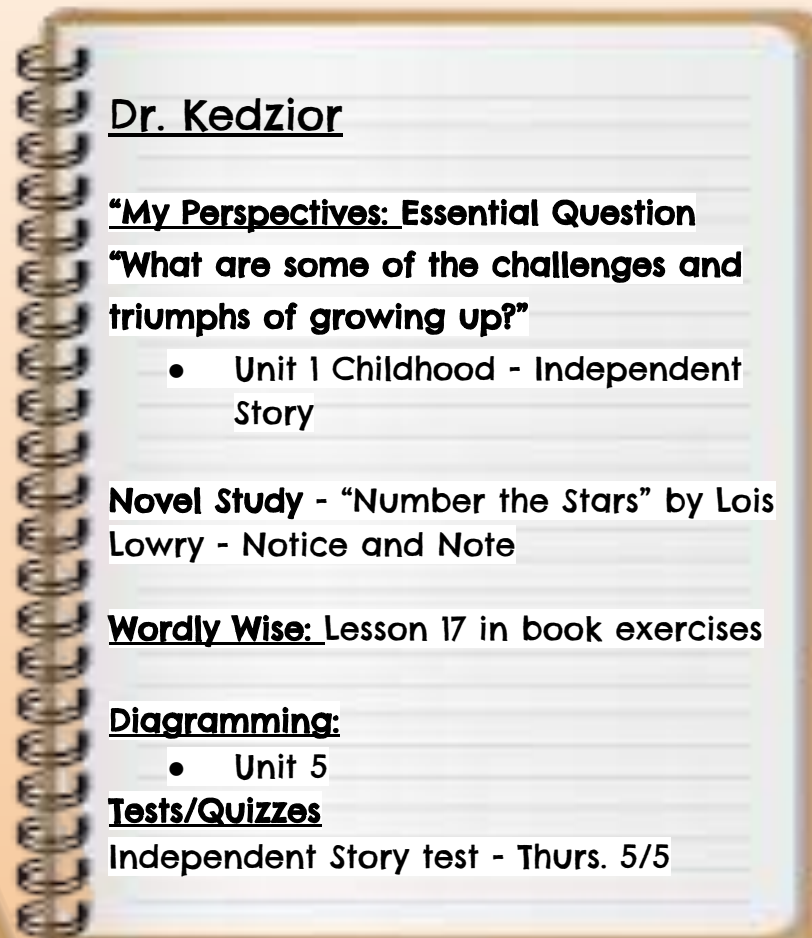 Dr. Kedzior
“My Perspectives: Essential Question
“What are some of the challenges and
triumphs of growing up?”
● Unit 1 Childhood - Independent
Story
Novel Study - “Number the Stars” by Lois
Lowry - Notice and Note
Wordly Wise: Lesson 17 in book exercises
Diagramming:
● Unit 5
Tests/Quizzes
Independent Story test - Thurs. 5/5